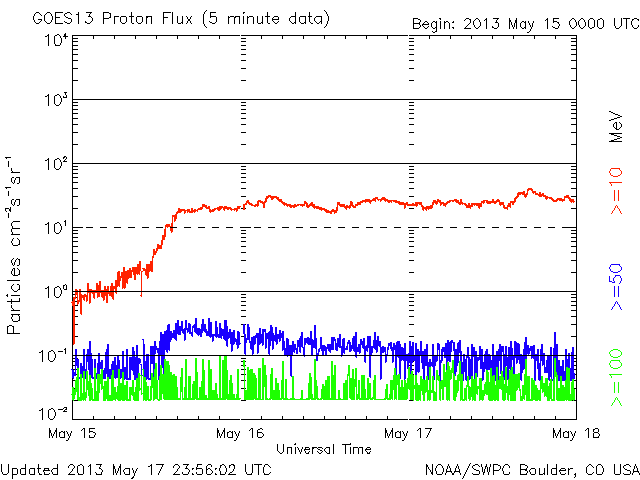 GOES13 Proton Flux (5 minute data)
Begin: 2013 May 15 0000 UTC
10⁴
10³
10²
10¹
10⁰
10⁻¹
10⁻²
Particles cm⁻²s⁻¹sr⁻¹
MeV
>=10
>=50
>=100
May 15
May 16
May 17
May 18
Universal Time
Updated 2013 May 17 23:56:02 UTC
NOAA/SWPC Boulder, CO USA